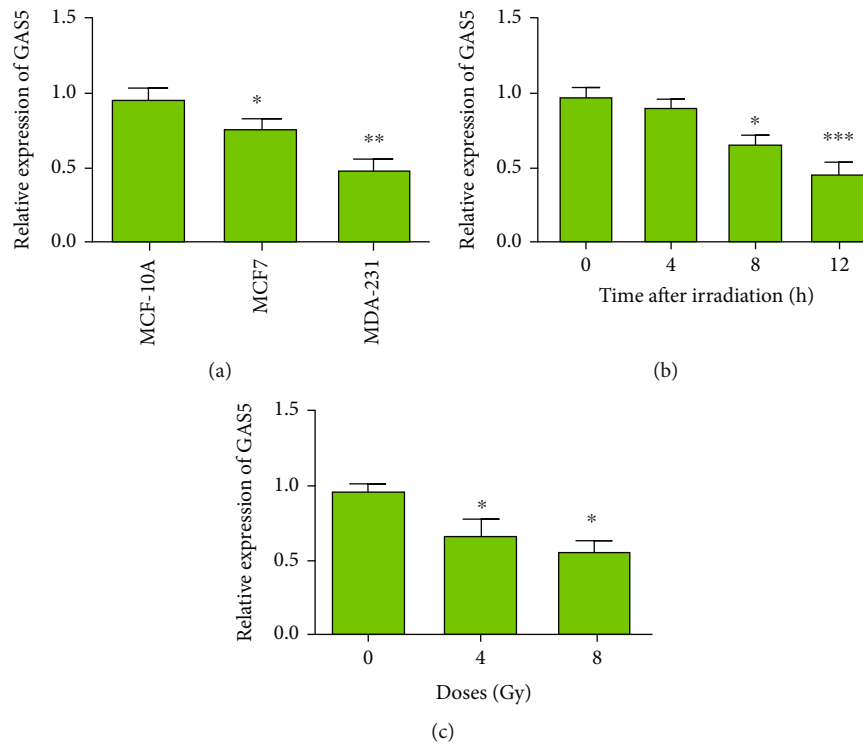 Relative expression of GAS5
1.5
1.0
0.5
0.0
*
**
MCF-10A
MCF7
MDA-231
(a)
Relative expression of GAS5
1.5
1.0
0.5
0.0
*
***
0 4 8 12
Time after irradiation (h)
(b)
Relative expression of GAS5
1.5
1.0
0.5
0.0
*
*
0 4 8
Doses (Gy)
(c)